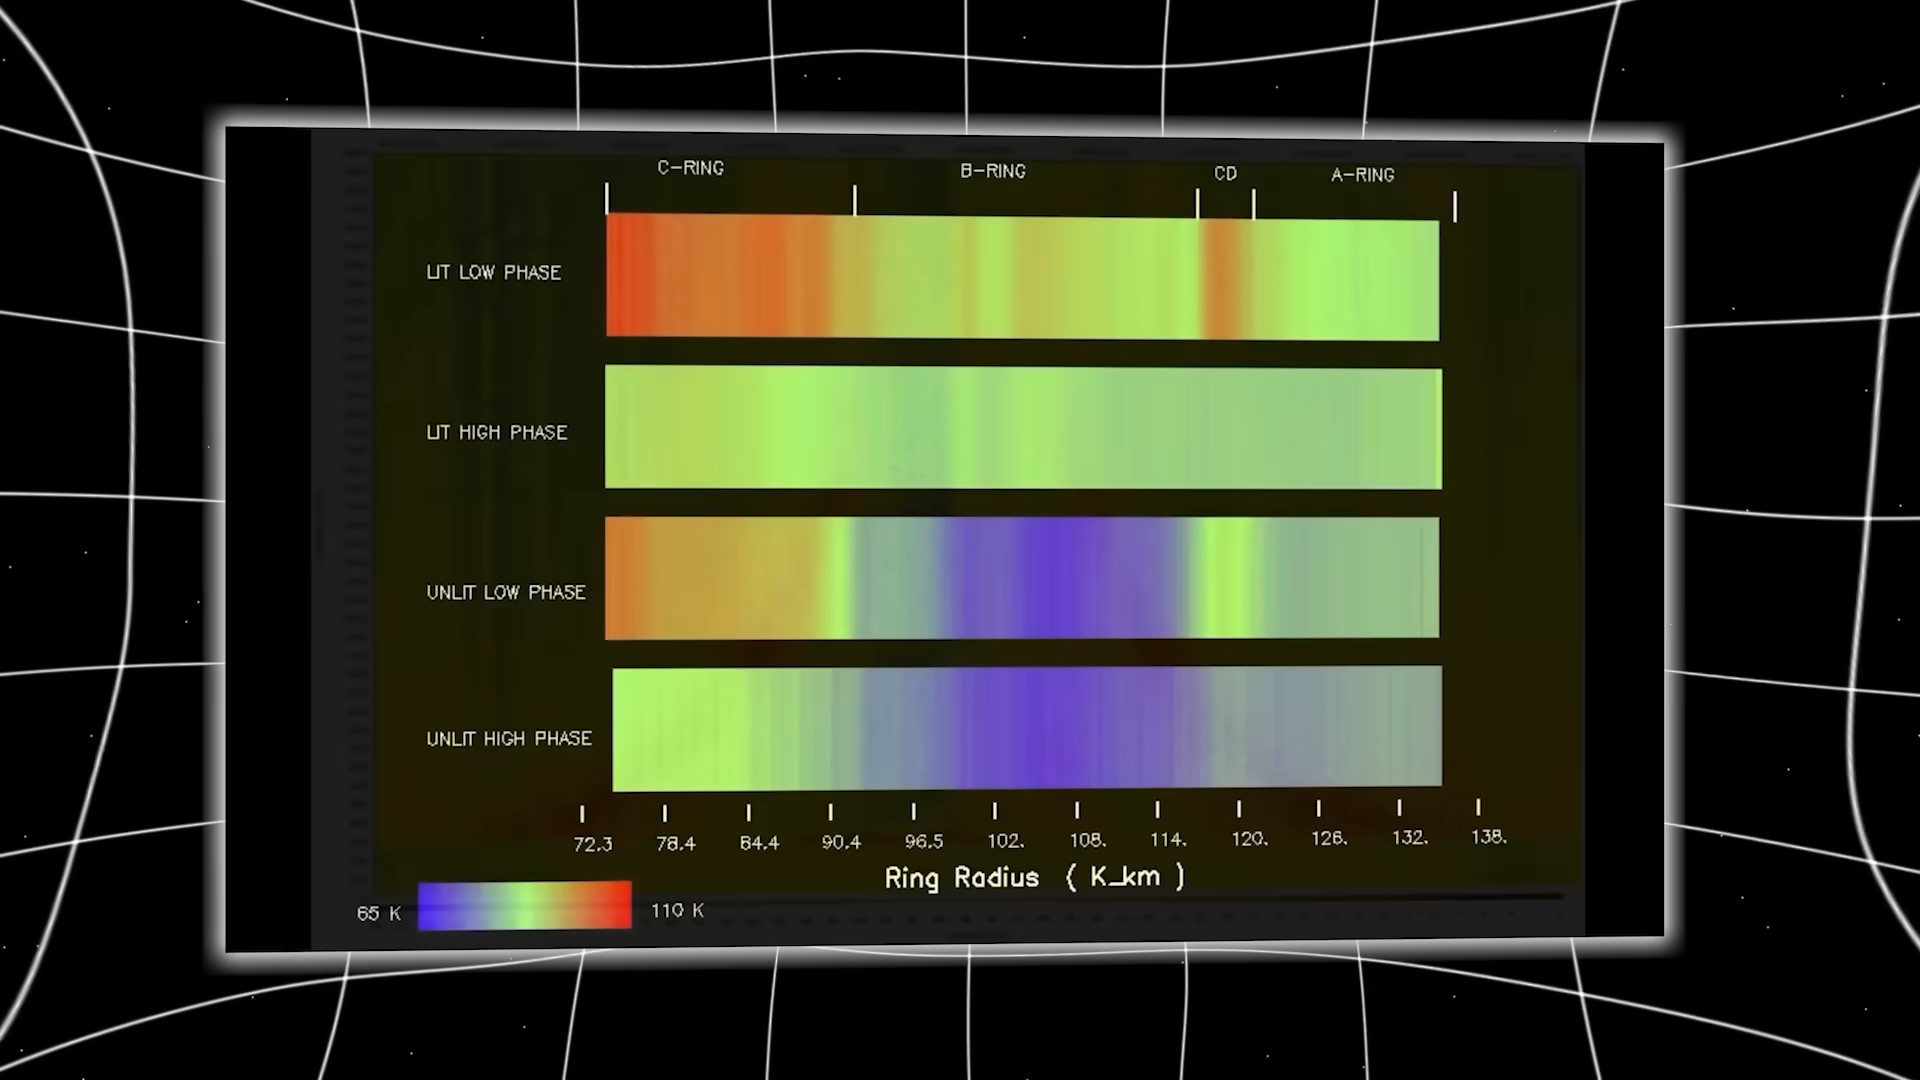 C-RING B-RING CD A-RING
LIT LOW PHASE
LIT HIGH PHASE
UNLIT LOW PHASE
UNLIT HIGH PHASE
72.3 78.4 84.4 90.4 96.5 102. 108. 114. 120. 126. 132. 138.
Ring Radius ( K_km )
65 K 110 K